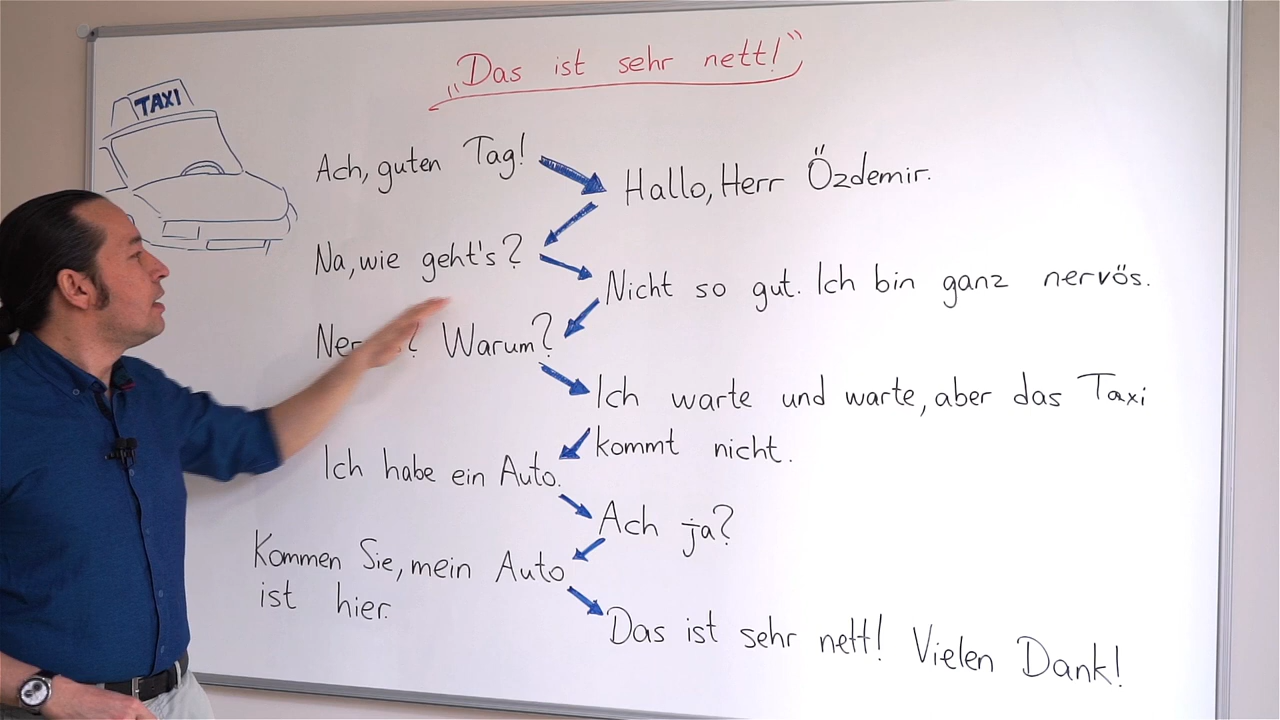 „Das ist sehr nett!“
TAXI
Ach, guten Tag!
Hallo, Herr Özdemir.
Na, wie geht's?
Nicht so gut. Ich bin ganz nervös.
Warum?
Ich warte und warte, aber das Taxi
kommt nicht.
Ich habe ein Auto.
Ach ja?
Kommen Sie, mein Auto
ist hier.
Das ist sehr nett! Vielen Dank!